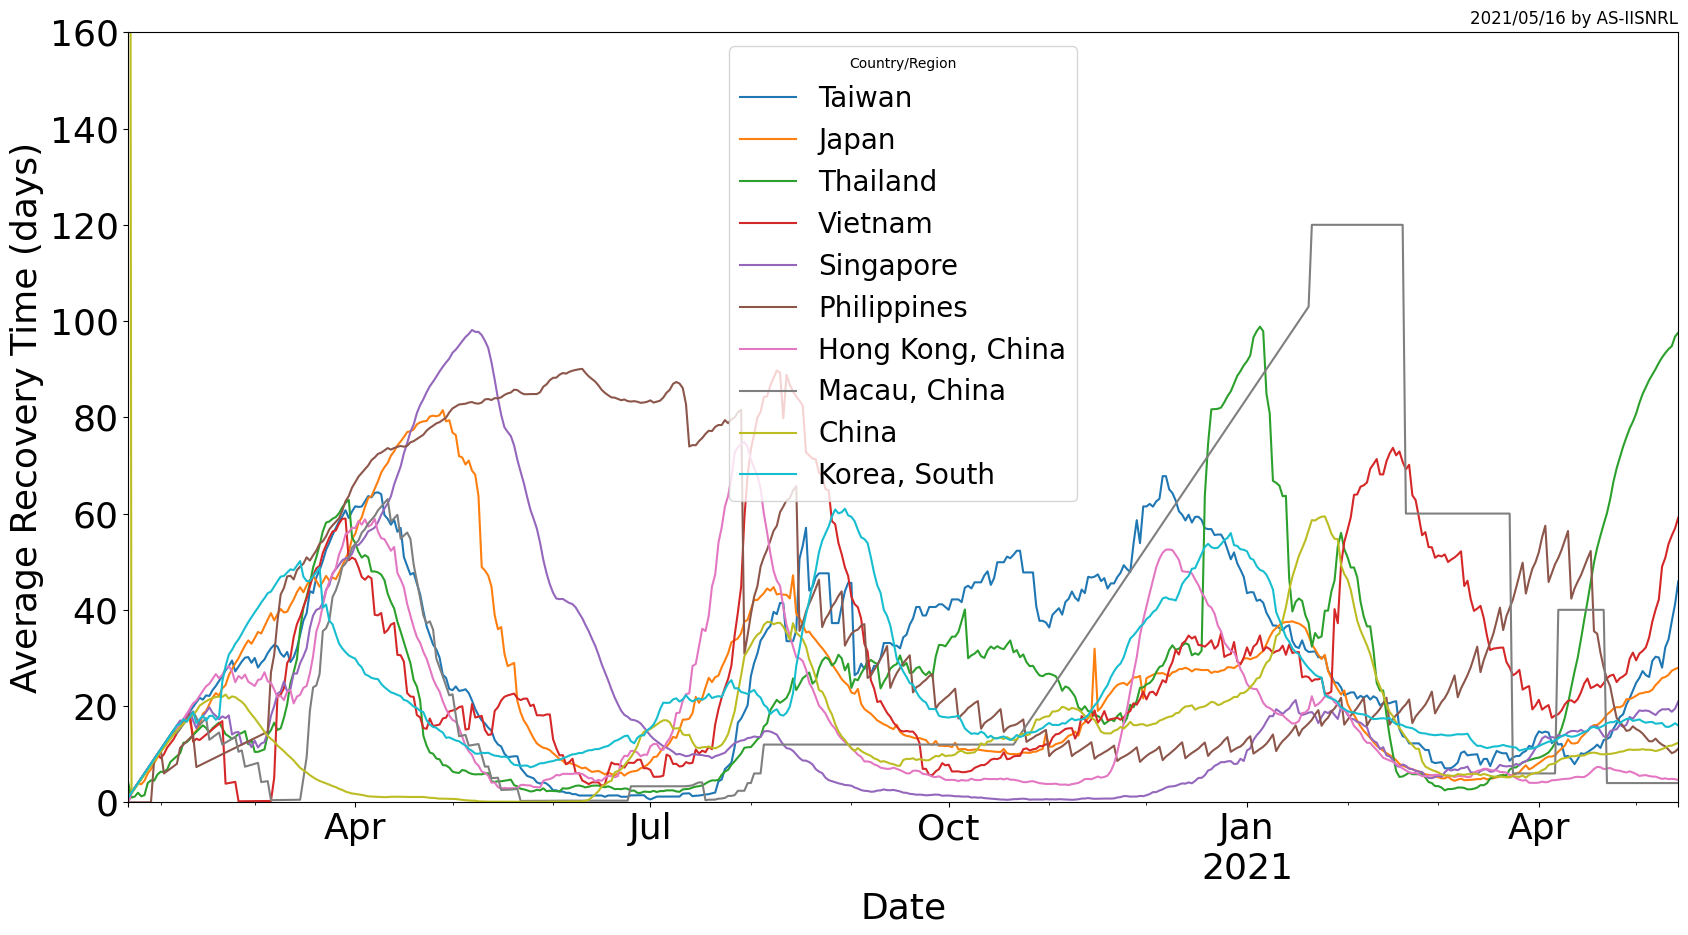 2021/05/16 by AS-IISNRL
160
140
120
100
80
60
40
20
0
Average Recovery Time (days)
Country/Region
Taiwan
Japan
Thailand
Vietnam
Singapore
Philippines
Hong Kong, China
Macau, China
China
Korea, South
Apr
Jul
Oct
Jan
2021
Apr
Date